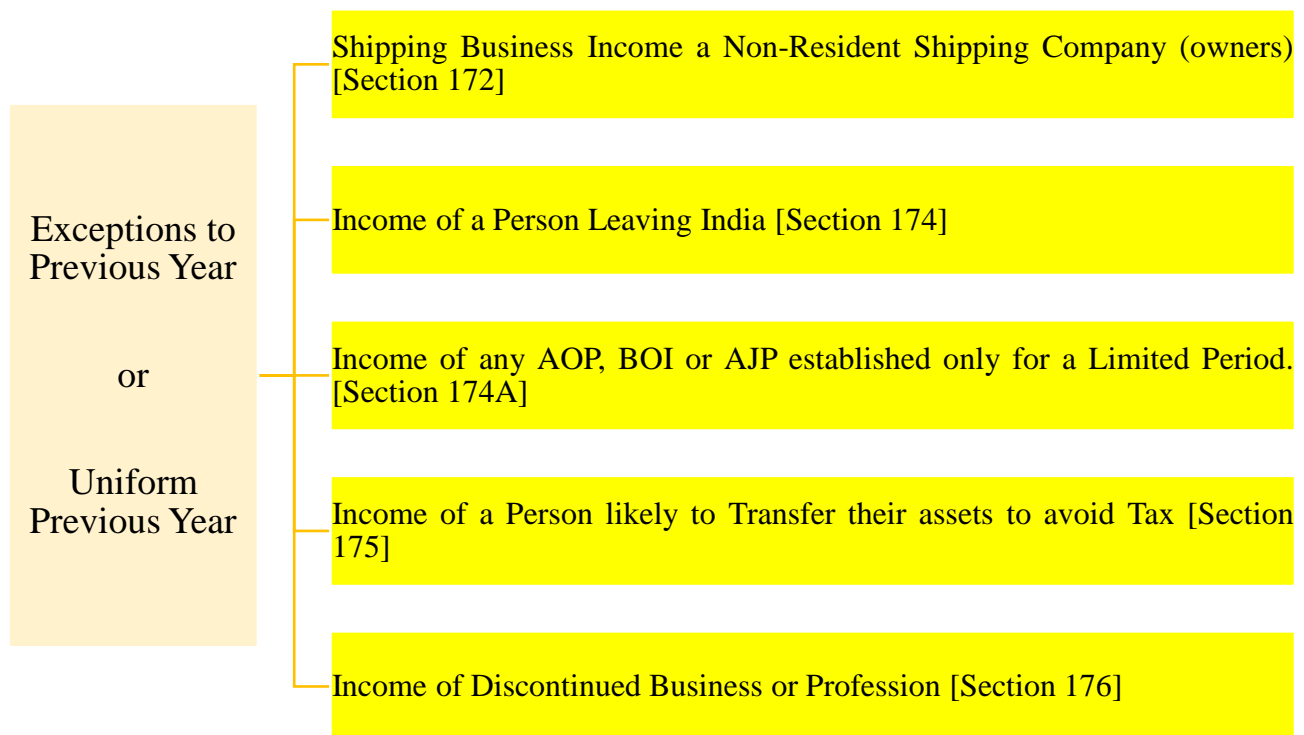 Exceptions to
Previous Year
or
Uniform
Previous Year
Shipping Business Income a Non-Resident Shipping Company (owners)
[Section 172]
Income of a Person Leaving India [Section 174]
Income of any AOP, BOI or AJP established only for a Limited Period.
[Section 174A]
Income of a Person likely to Transfer their assets to avoid Tax [Section
175]
Income of Discontinued Business or Profession [Section 176]